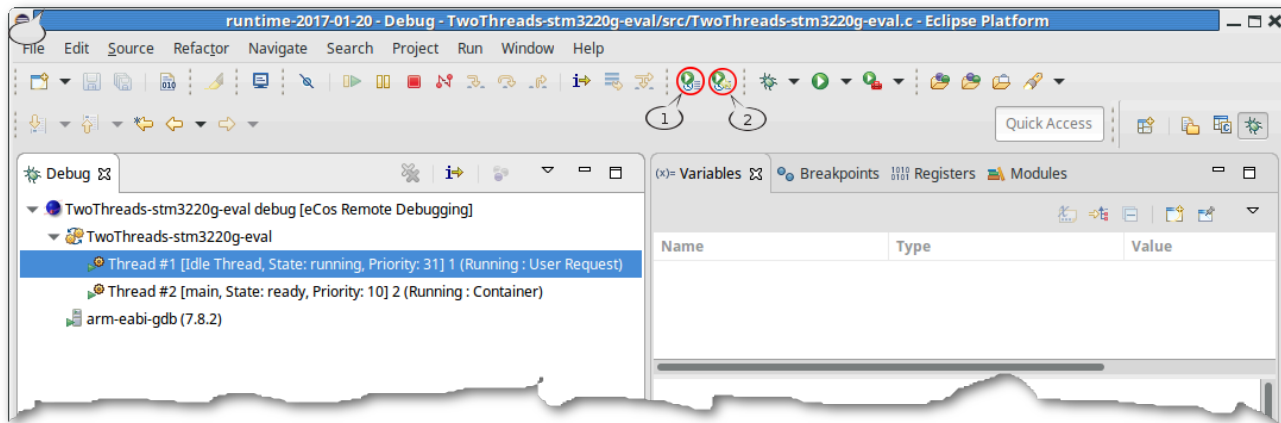 runtime-2017-01-20 - Debug - TwoThreads-stm3220g-eval/src/TwoThreads-stm3220g-eval.c - Eclipse Platform
File Edit Source Refactor Navigate Search Project Run Window Help
010
1 2
Quick Access
Debug
(x)= Variables Breakpoints 1010 0101 Registers Modules
TwoThreads-stm3220g-eval debug [eCos Remote Debugging]
TwoThreads-stm3220g-eval
Thread #1 [Idle Thread, State: running, Priority: 31] 1 (Running : User Request)
Thread #2 [main, State: ready, Priority: 10] 2 (Running : Container)
arm-eabi-gdb (7.8.2)
Name Type Value